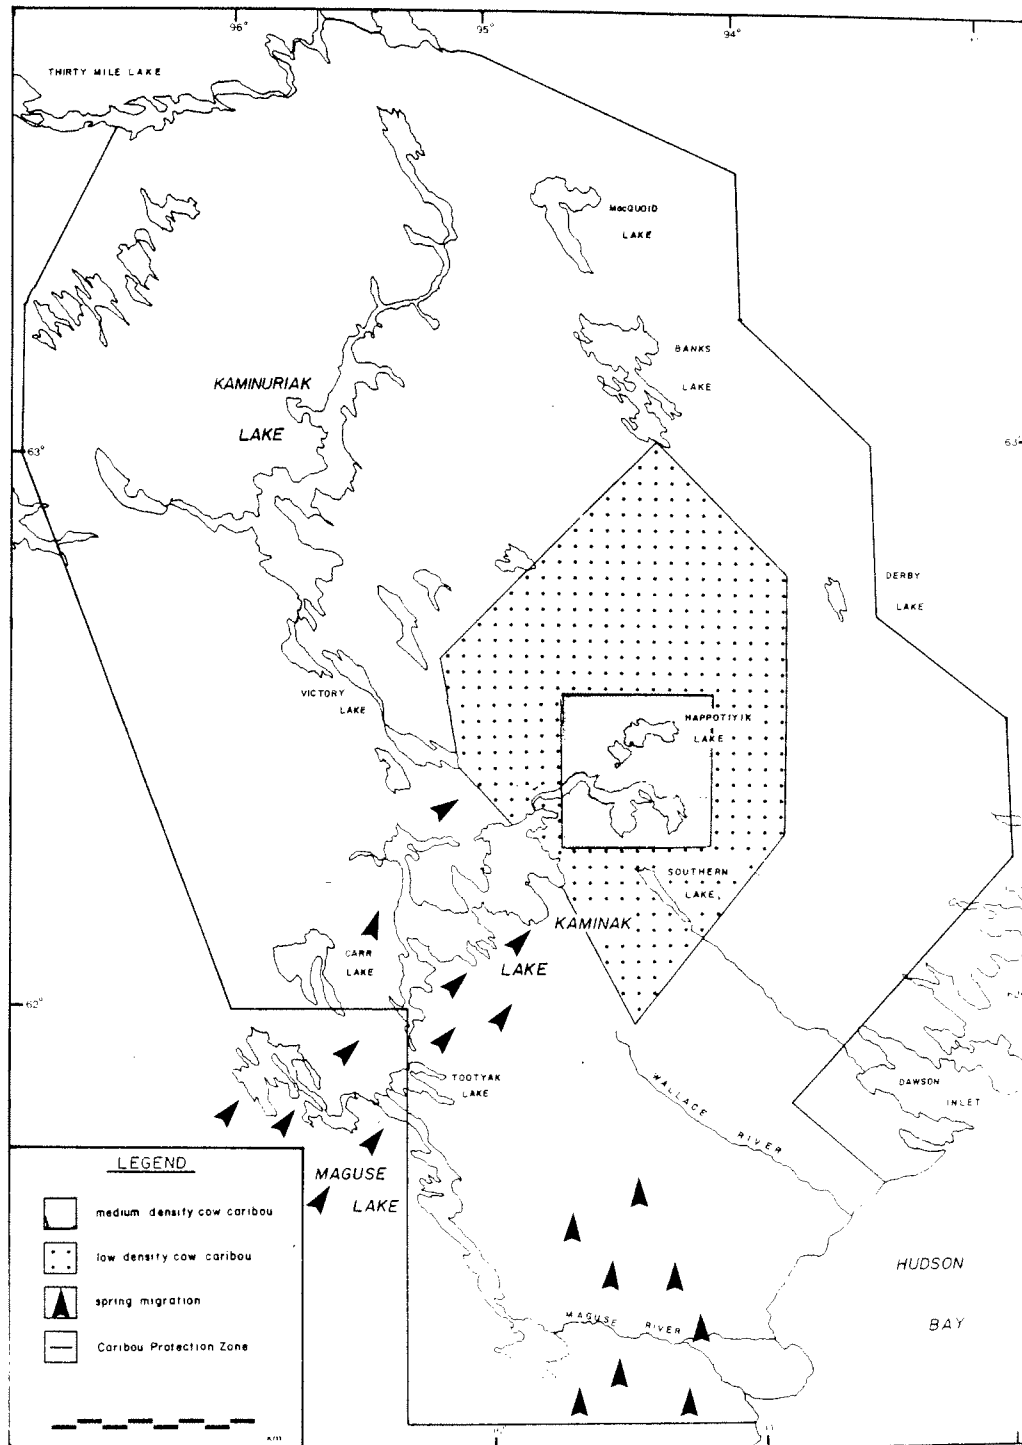 96°
95°
94°
THIRTY MILE LAKE
MacQUOID
LAKE
BANKS
LAKE
KAMINURIAK
LAKE
63°
63°
DERBY
LAKE
VICTORY
LAKE
HAPPOTIYIK
LAKE
SOUTHERN
LAKE
KAMINAK
LAKE
CARR
LAKE
62°
TOOTYAK
LAKE
DAWSON
INLET
WALLACE RIVER
MAGUSE
LAKE
HUDSON
BAY
MAGUSE RIVER
LEGEND
medium density cow caribou
low density cow caribou
spring migration
Caribou Protection Zone